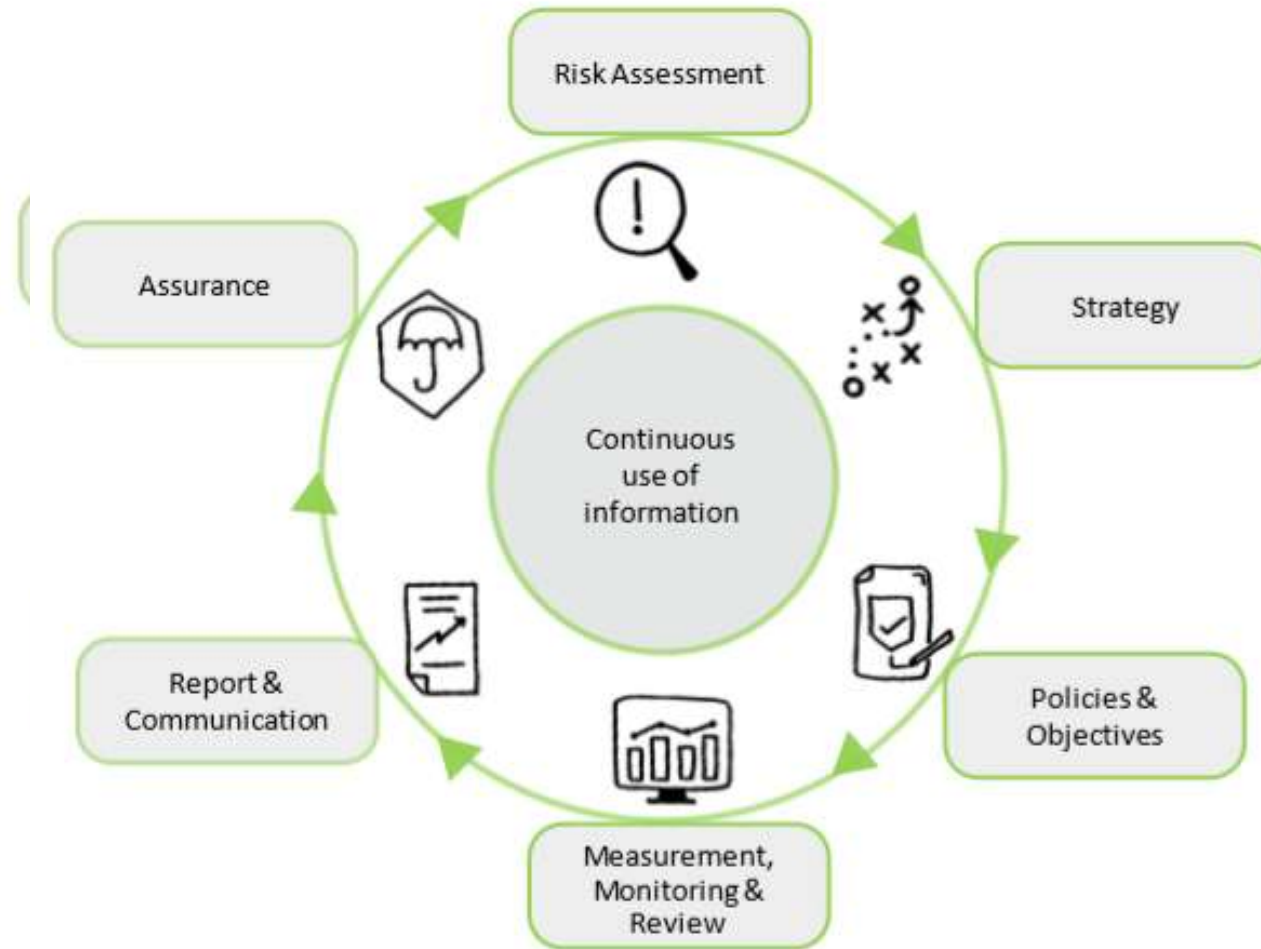 Risk Assessment
Assurance
Strategy
Continuous
use of
information
Report &
Communication
Policies &
Objectives
Measurement,
Monitoring &
Review